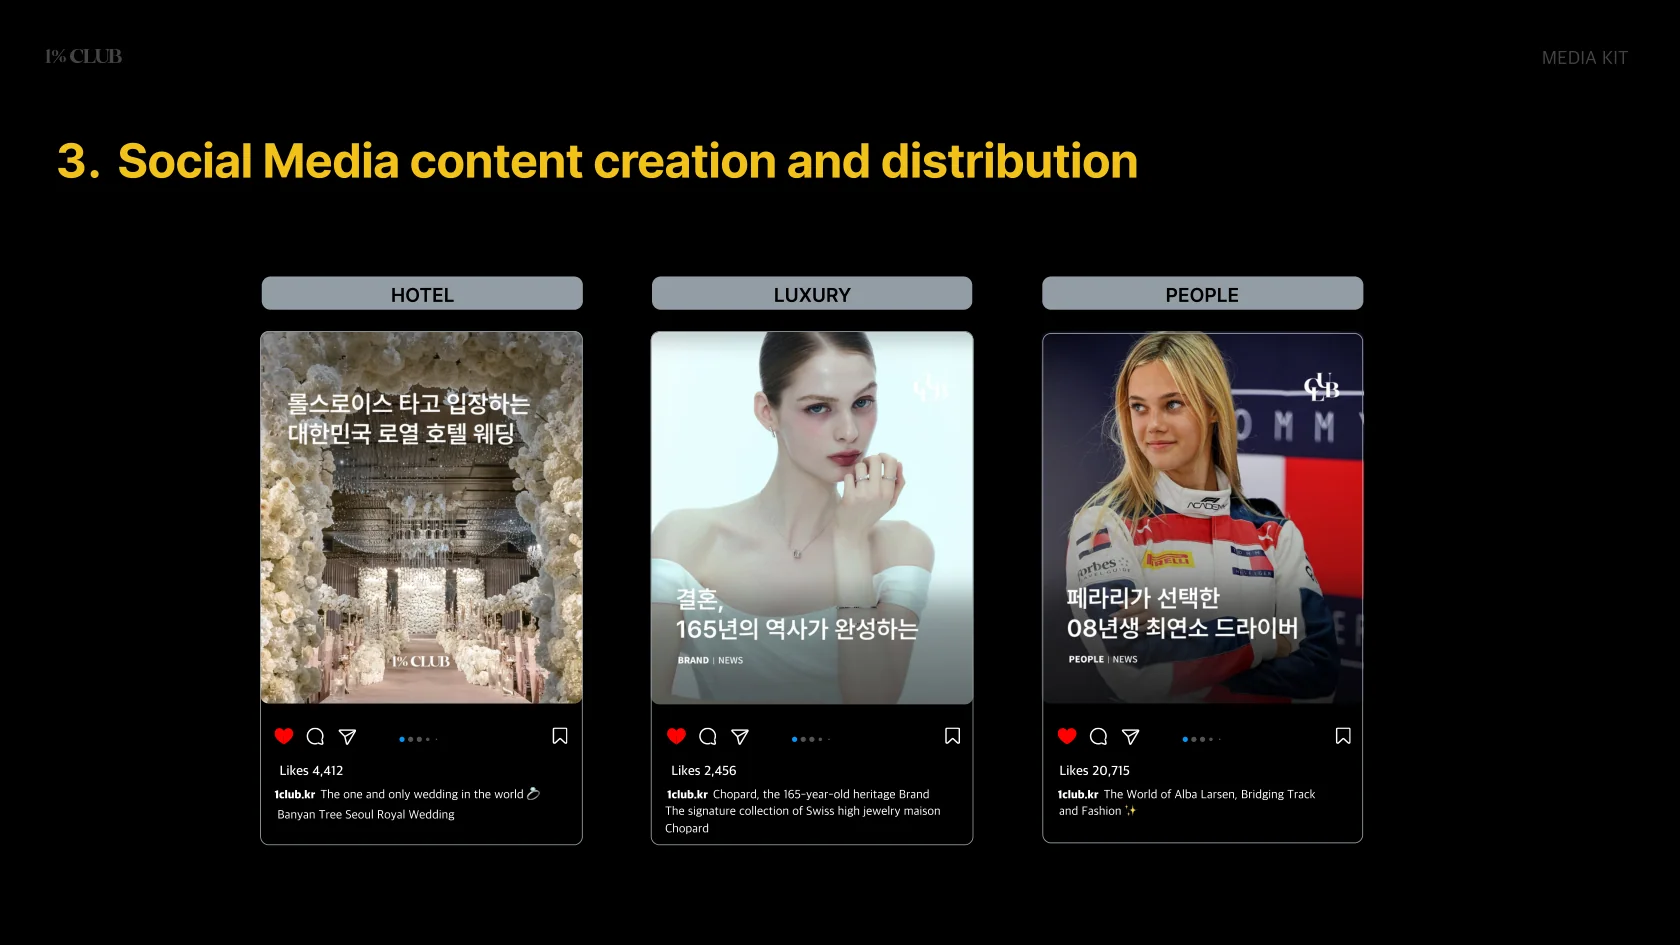 1% CLUB
MEDIA KIT
3. Social Media content creation and distribution
HOTEL
롤스로이스 타고 입장하는
대한민국 로열 호텔 웨딩
1% CLUB
Likes 4,412
1club.kr The one and only wedding in the world 💍
Banyan Tree Seoul Royal Wedding
LUXURY
CLUB
결혼,
165년의 역사가 완성하는
BRAND | NEWS
Likes 2,456
1club.kr Chopard, the 165-year-old heritage Brand
The signature collection of Swiss high jewelry maison
Chopard
PEOPLE
CLUB
OMMY
ACADEMY
PIRELLI
Forbes
페라리가 선택한
08년생 최연소 드라이버
PEOPLE | NEWS
Likes 20,715
1club.kr The World of Alba Larsen, Bridging Track
and Fashion ✨